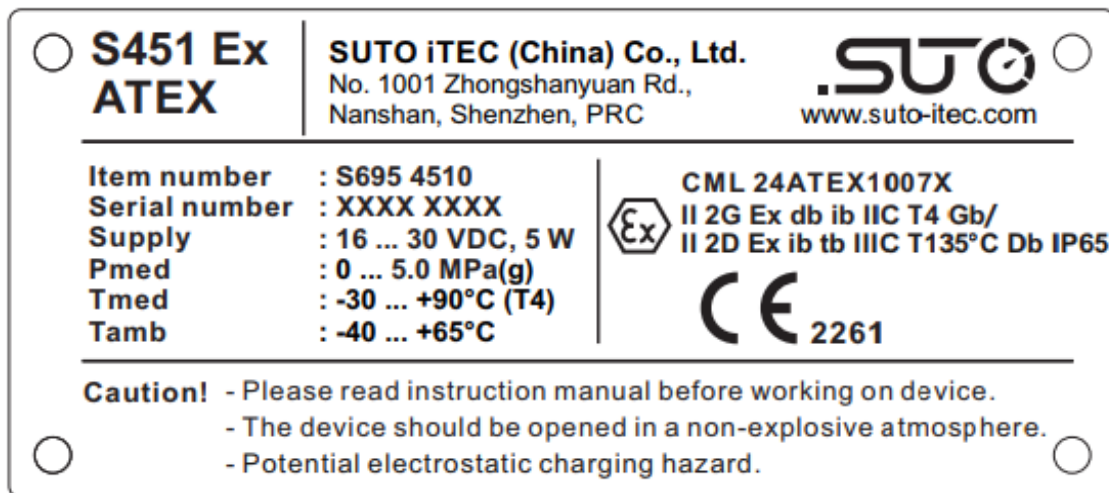 S451 Ex
ATEX
SUTO iTEC (China) Co., Ltd.
No. 1001 Zhongshanyuan Rd.,
Nanshan, Shenzhen, PRC
.SUTO
www.suto-itec.com
Item number : S695 4510
Serial number : XXXX XXXX
Supply : 16 ... 30 VDC, 5 W
Pmed : 0 ... 5.0 MPa(g)
Tmed : -30 ... +90°C (T4)
Tamb : -40 ... +65°C
CML 24ATEX1007X
Ex II 2G Ex db ib IIC T4 Gb/
II 2D Ex ib tb IIIC T135°C Db IP65
CE 2261
Caution! - Please read instruction manual before working on device.
- The device should be opened in a non-explosive atmosphere.
- Potential electrostatic charging hazard.